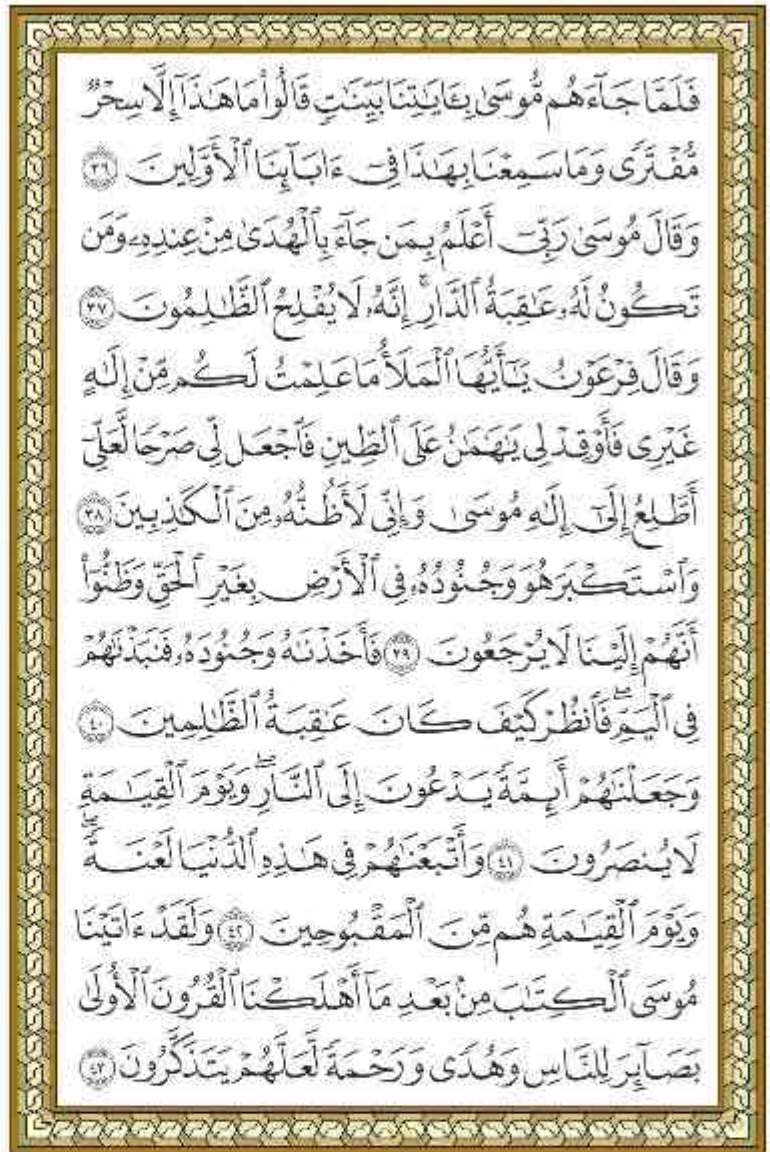 فَلَمَّا جَآءَهُم مُّوسَىٰ بِـَٔايَـٰتِنَا بَيِّنَـٰتٍۢ قَالُوا۟ مَا هَـٰذَآ إِلَّا سِحْرٌۭ
مُّفْتَرًۭى وَمَا سَمِعْنَا بِهَـٰذَا فِىٓ ءَابَآئِنَا ٱلْأَوَّلِينَ ٣٦
وَقَالَ مُوسَىٰ رَبِّىٓ أَعْلَمُ بِمَن جَآءَ بِٱلْهُدَىٰ مِنْ عِندِهِۦ وَمَن
تَكُونُ لَهُۥ عَـٰقِبَةُ ٱلدَّارِ ۖ إِنَّهُۥ لَا يُفْلِحُ ٱلظَّـٰلِمُونَ ٣٧
وَقَالَ فِرْعَوْنُ يَـٰٓأَيُّهَا ٱلْمَلَأُ مَا عَلِمْتُ لَكُم مِّنْ إِلَـٰهٍ
غَيْرِى فَأَوْقِدْ لِى يَـٰهَـٰمَـٰنُ عَلَى ٱلطِّينِ فَٱجْعَل لِّى صَرْحًۭا لَّعَلِّىٓ
أَطَّلِعُ إِلَىٰٓ إِلَـٰهِ مُوسَىٰ وَإِنِّى لَأَظُنُّهُۥ مِنَ ٱلْكَـٰذِبِينَ ٣٨
وَٱسْتَكْبَرَ هُوَ وَجُنُودُهُۥ فِى ٱلْأَرْضِ بِغَيْرِ ٱلْحَقِّ وَظَنُّوٓا۟
أَنَّهُمْ إِلَيْنَا لَا يُرْجَعُونَ ٣٩ فَأَخَذْنَـٰهُ وَجُنُودَهُۥ فَنَبَذْنَـٰهُمْ
فِى ٱلْيَمِّ ۖ فَٱنظُرْ كَيْفَ كَانَ عَـٰقِبَةُ ٱلظَّـٰلِمِينَ ٤٠
وَجَعَلْنَـٰهُمْ أَئِمَّةًۭ يَدْعُونَ إِلَى ٱلنَّارِ ۖ وَيَوْمَ ٱلْقِيَـٰمَةِ
لَا يُنصَرُونَ ٤١ وَأَتْبَعْنَـٰهُمْ فِى هَـٰذِهِ ٱلدُّنْيَا لَعْنَةًۭ ۖ
وَيَوْمَ ٱلْقِيَـٰمَةِ هُم مِّنَ ٱلْمَقْبُوحِينَ ٤٢ وَلَقَدْ ءَاتَيْنَا
مُوسَى ٱلْكِتَـٰبَ مِنۢ بَعْدِ مَآ أَهْلَكْنَا ٱلْقُرُونَ ٱلْأُولَىٰ
بَصَآئِرَ لِلنَّاسِ وَهُدًۭى وَرَحْمَةًۭ لَّعَلَّهُمْ يَتَذَكَّرُونَ ٤٣